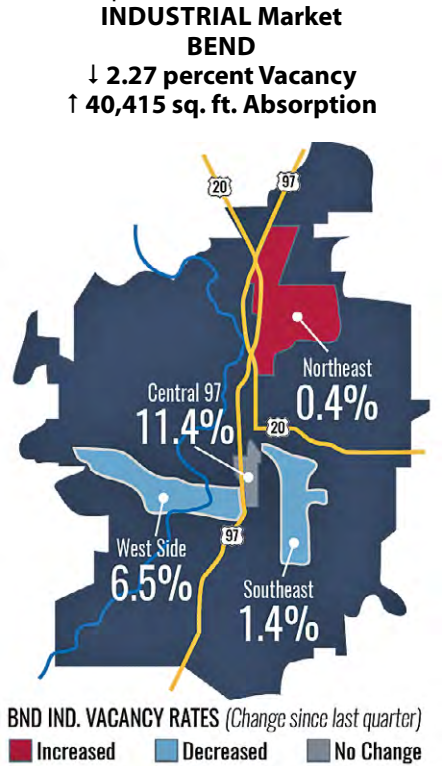 INDUSTRIAL Market
BEND
↓ 2.27 percent Vacancy
↑ 40,415 sq. ft. Absorption
20
97
Northeast
0.4%
Central 97
11.4%
20
97
West Side
6.5%
Southeast
1.4%
BND IND. VACANCY RATES (Change since last quarter)
Increased Decreased No Change